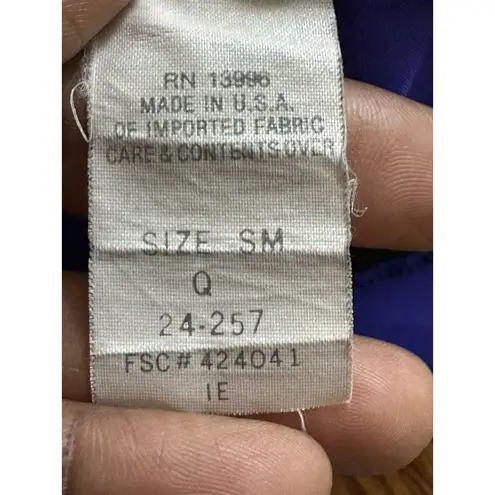 RN 13996
MADE IN U.S.A.
OF IMPORTED FABRIC
CARE & CONTENTS OVER
SIZE SM
Q
24-257
FSC # 424041
IE